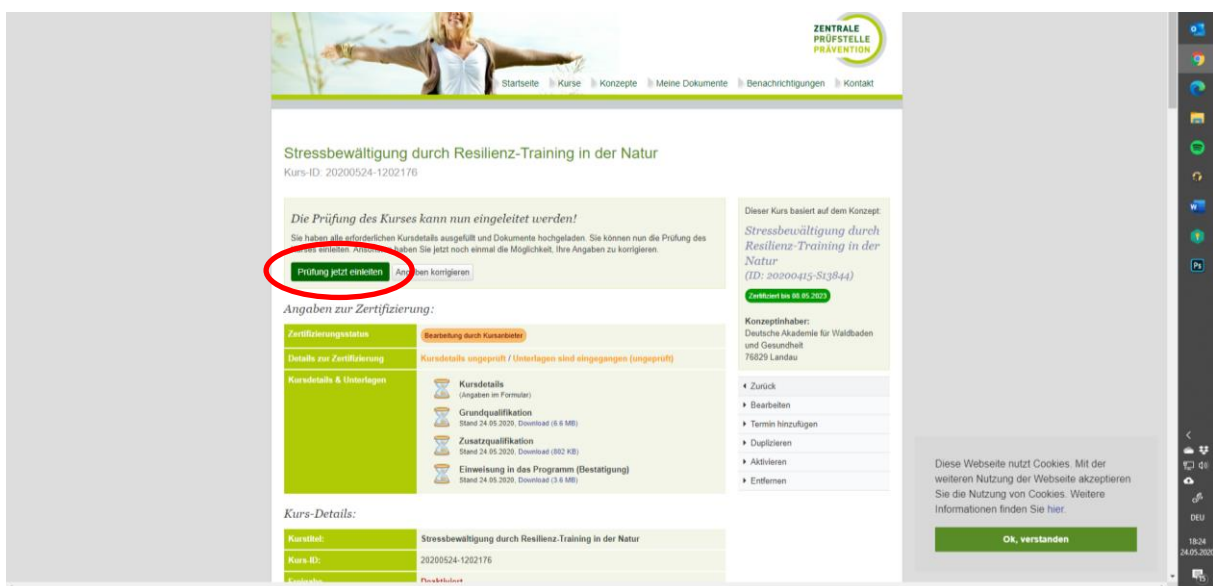 ZENTRALE
PRÜFSTELLE
PRÄVENTION
Startseite Kurse Konzepte Meine Dokumente Benachrichtigungen Kontakt
Stressbewältigung durch Resilienz-Training in der Natur
Kurs-ID: 20200524-1202176
Die Prüfung des Kurses kann nun eingeleitet werden!
Sie haben alle erforderlichen Kursdetails ausgefüllt und Dokumente hochgeladen. Sie können nun die Prüfung des
Kurses einleiten. Ansonsten haben Sie jetzt noch einmal die Möglichkeit, Ihre Angaben zu korrigieren.
Prüfung jetzt einleiten Angaben korrigieren
Angaben zur Zertifizierung:
Zertifizierungsstatus Bearbeitung durch Kursanbieter
Details zur Zertifizierung Kursdetails ungeprüft / Unterlagen sind eingegangen (ungeprüft)
Kursdetails & Unterlagen
Kursdetails
(Angaben im Formular)
Grundqualifikation
Stand 24.05.2020, Download (6.6 MB)
Zusatzqualifikation
Stand 24.05.2020, Download (802 KB)
Einweisung in das Programm (Bestätigung)
Stand 24.05.2020, Download (3.6 MB)
Kurs-Details:
Kurstitel: Stressbewältigung durch Resilienz-Training in der Natur
Kurs-ID: 20200524-1202176
Deaktiviert
Dieser Kurs basiert auf dem Konzept:
Stressbewältigung durch
Resilienz-Training in der
Natur
(ID: 20200415-S13844)
Zertifiziert bis 06.05.2023
Konzeptinhaber:
Deutsche Akademie für Waldbaden
und Gesundheit
76829 Landau
Zurück
Bearbeiten
Termin hinzufügen
Duplizieren
Aktivieren
Entfernen
Diese Webseite nutzt Cookies. Mit der
weiteren Nutzung der Webseite akzeptieren
Sie die Nutzung von Cookies. Weitere
Informationen finden Sie hier.
Ok, verstanden
DEU
18:24
24.05.2020